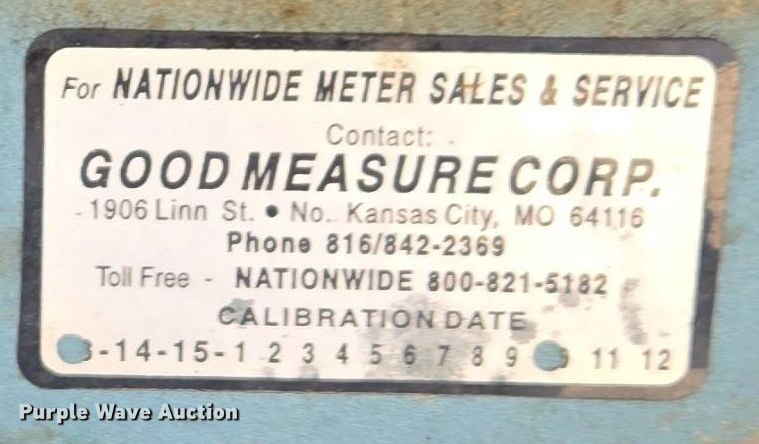 For NATIONWIDE METER SALES & SERVICE
Contact:
GOOD MEASURE CORP.
1906 Linn St. • No. Kansas City, MO 64116
Phone 816/842-2369
Toll Free - NATIONWIDE 800-821-5182
CALIBRATION DATE
-14-15-1 2 3 4 5 6 7 8 9 11 12
Purple Wave Auction